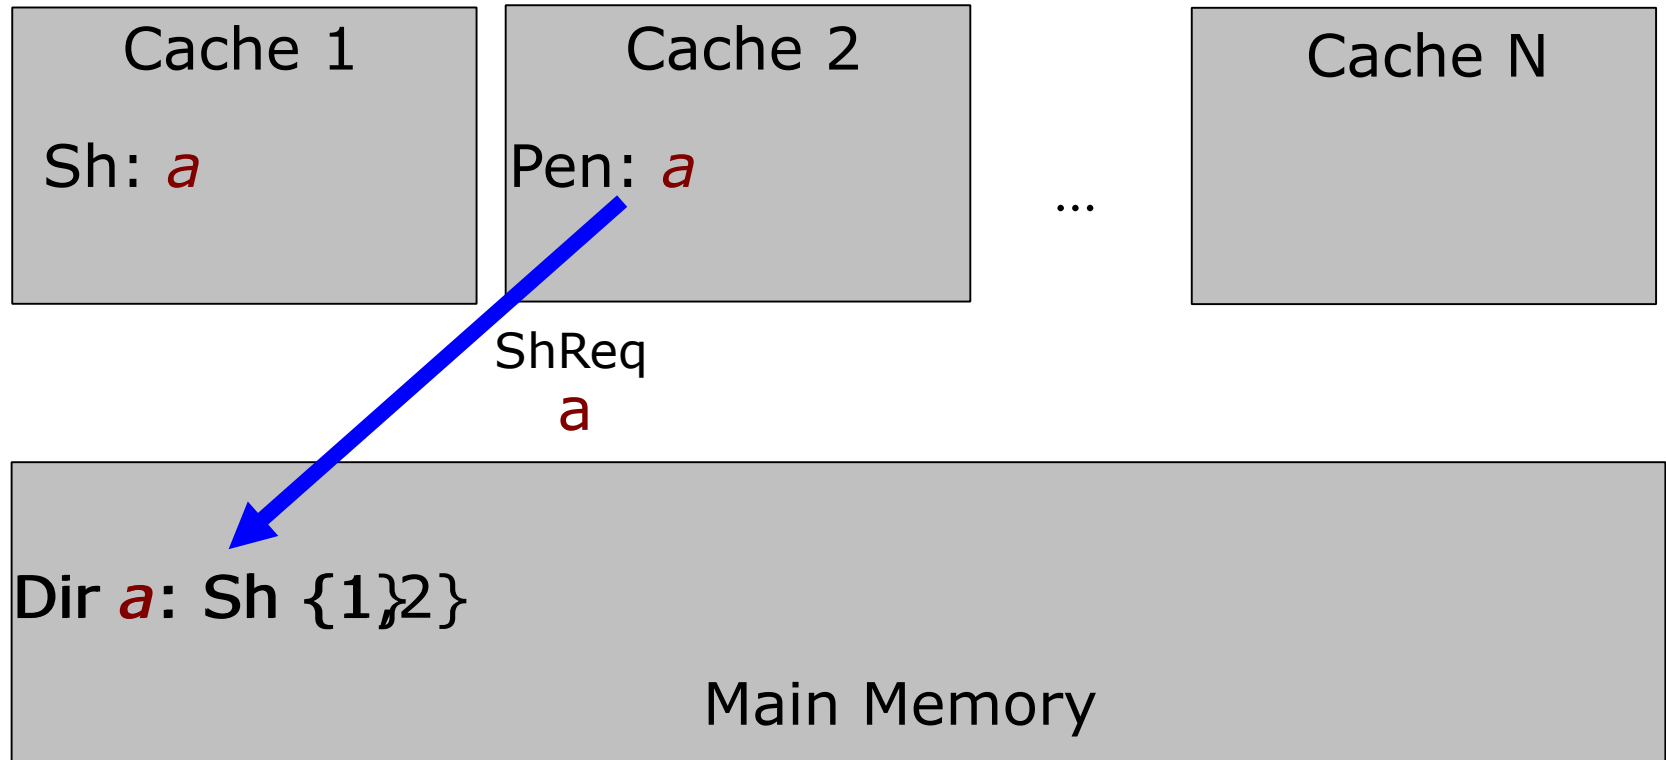 Cache 1
Cache 2
Cache N
Sh: a
Pen: a
...
ShReq
a
Dir a: Sh {1,2}
Main Memory